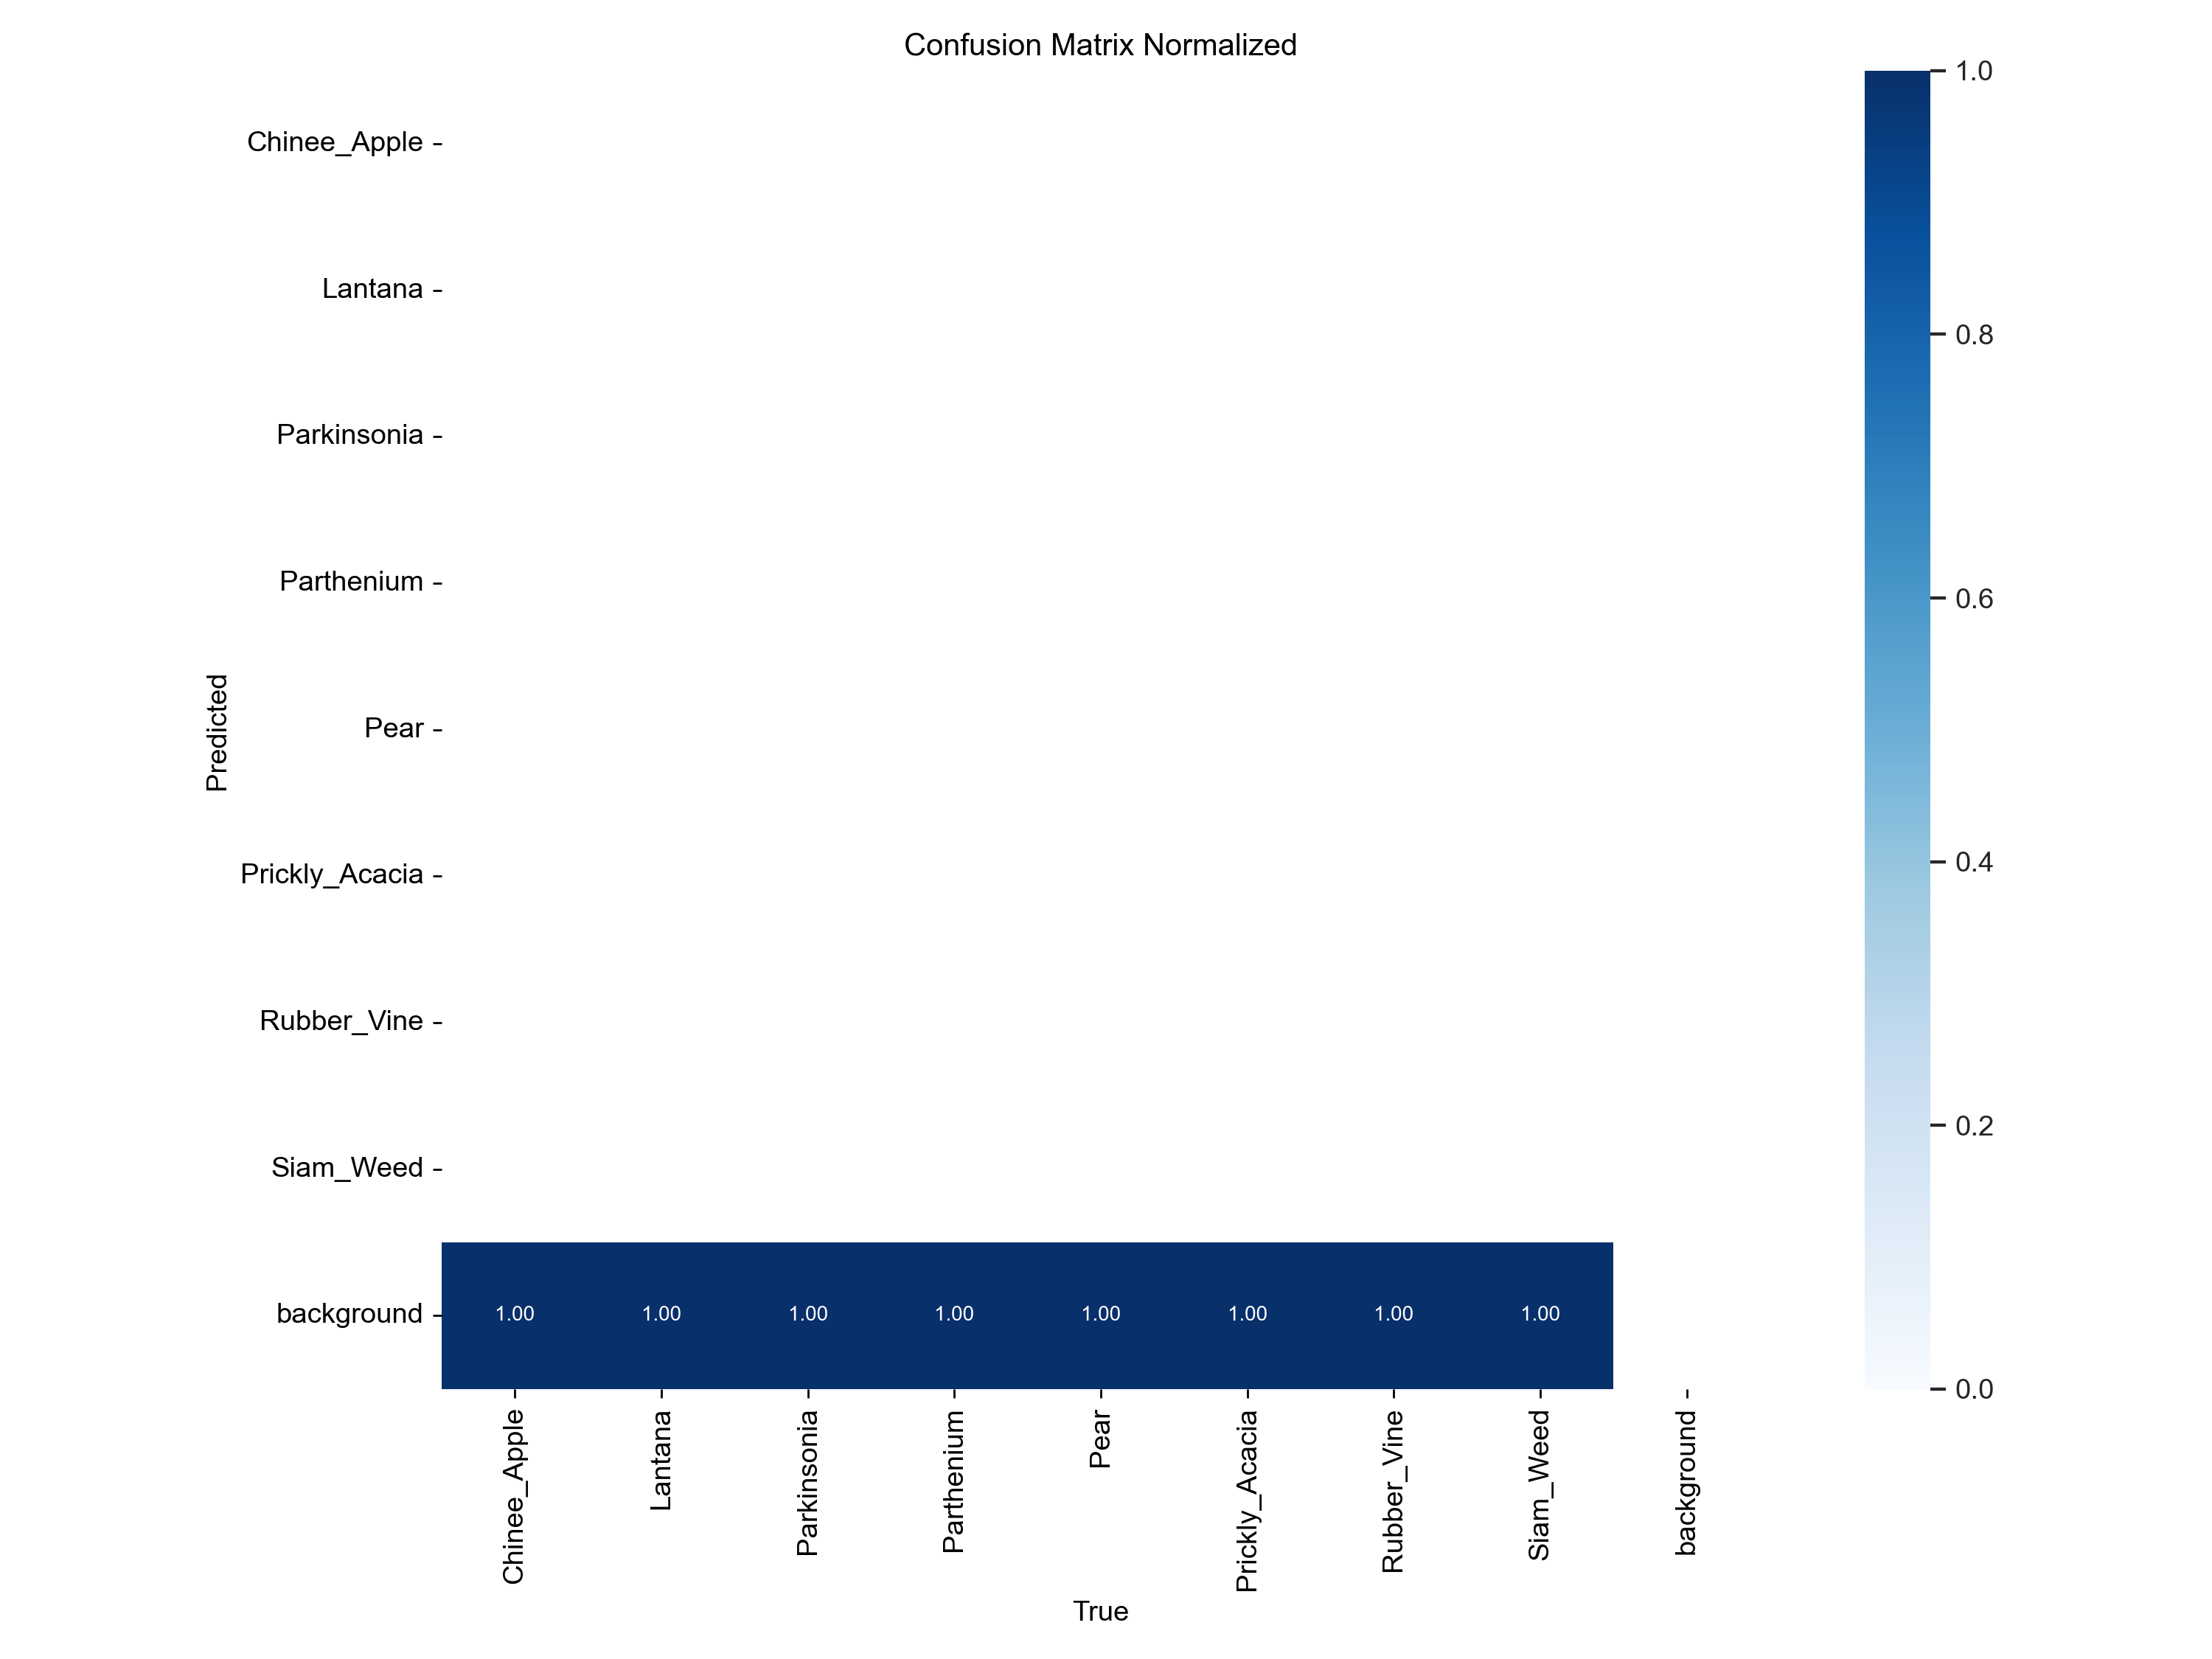 Confusion Matrix Normalized
Chinee_Apple
Lantana
Parkinsonia
Parthenium
Pear
Prickly_Acacia
Rubber_Vine
Siam_Weed
background
Predicted
1.00 1.00 1.00 1.00 1.00 1.00 1.00 1.00
Chinee_Apple
Lantana
Parkinsonia
Parthenium
Pear
Prickly_Acacia
Rubber_Vine
Siam_Weed
background
True
1.0
0.8
0.6
0.4
0.2
0.0